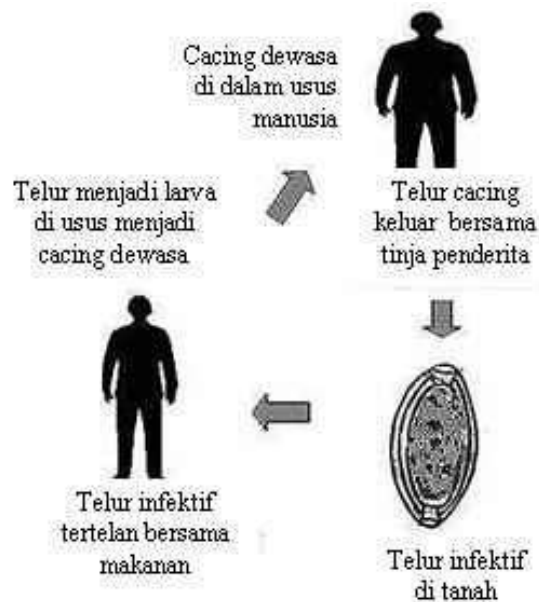 Cacing dewasa
di dalam usus
manusia
Telur cacing
keluar bersama
tinja penderita
Telur infektif
di tanah
Telur infektif
tertelan bersama
makanan
Telur menjadi larva
di usus menjadi
cacing dewasa